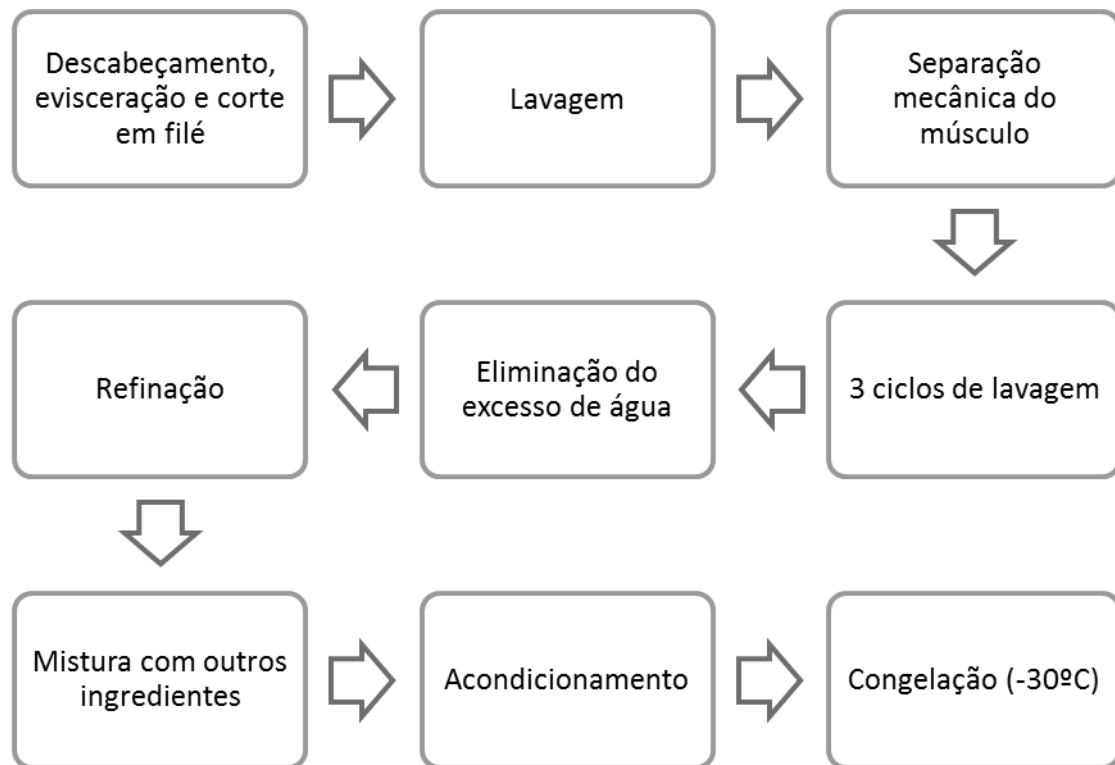 Descabeçamento,
evisceração e corte
em filé
Lavagem
Separação
mecânica do
músculo
3 ciclos de lavagem
Eliminação do
excesso de água
Refinação
Mistura com outros
ingredientes
Acondicionamento
Congelação (-30ºC)